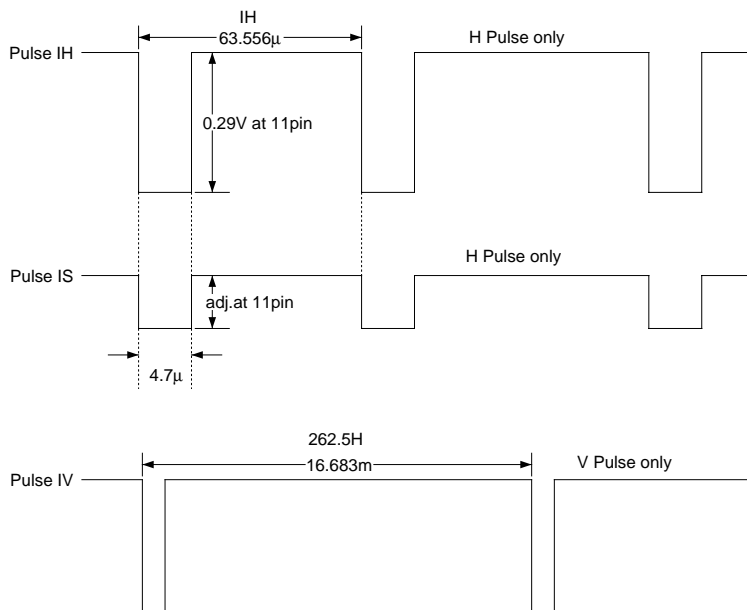 IH
63.556μ
Pulse IH
H Pulse only
0.29V at 11pin
Pulse IS
H Pulse only
adj.at 11pin
4.7μ
262.5H
16.683m
Pulse IV
V Pulse only